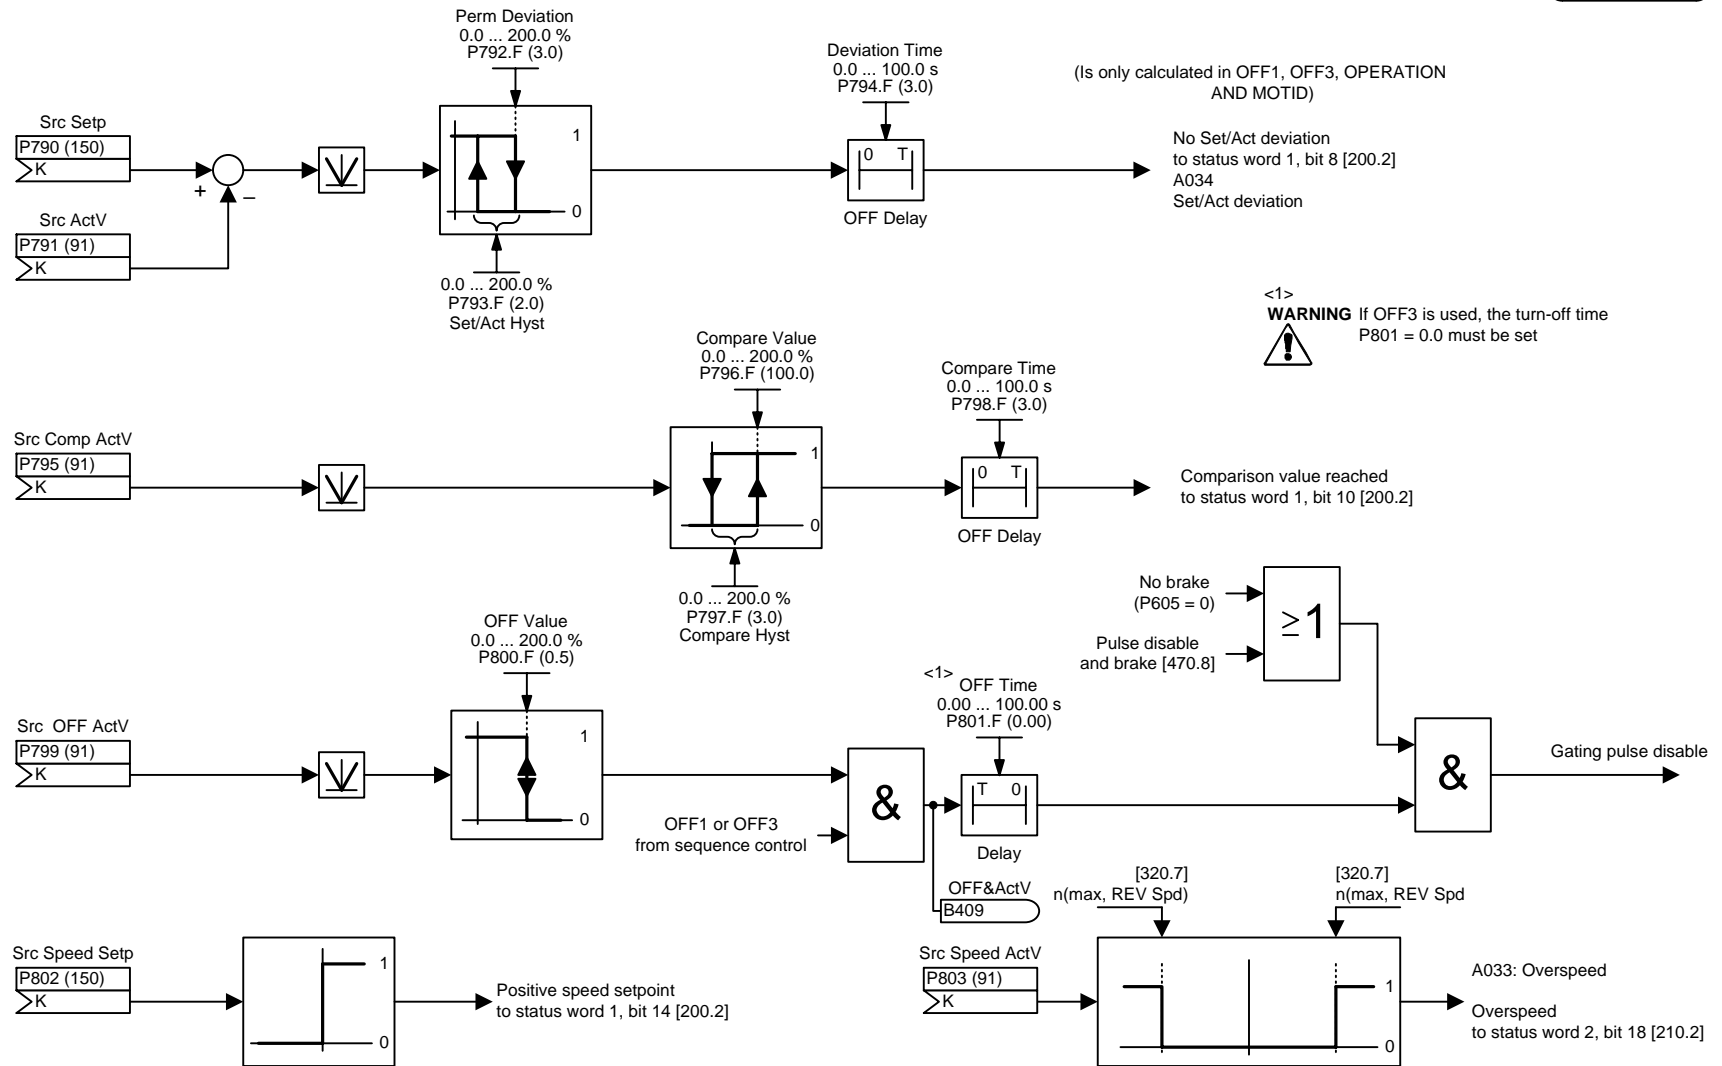 Perm Deviation
0.0 ... 200.0 %
P792.F (3.0)
Deviation Time
0.0 ... 100.0 s
P794.F (3.0)
(Is only calculated in OFF1, OFF3, OPERATION
AND MOTID)
Src Setp
P790 (150)
K
+
–
1
0
0 T
OFF Delay
No Set/Act deviation
to status word 1, bit 8 [200.2]
A034
Set/Act deviation
Src ActV
P791 (91)
K
0.0 ... 200.0 %
P793.F (2.0)
Set/Act Hyst
<1>
WARNING If OFF3 is used, the turn-off time
P801 = 0.0 must be set
Compare Value
0.0 ... 200.0 %
P796.F (100.0)
Compare Time
0.0 ... 100.0 s
P798.F (3.0)
Src Comp ActV
P795 (91)
K
1
0
0 T
OFF Delay
Comparison value reached
to status word 1, bit 10 [200.2]
0.0 ... 200.0 %
P797.F (3.0)
Compare Hyst
No brake
(P605 = 0)
Pulse disable
and brake [470.8]
≥1
OFF Value
0.0 ... 200.0 %
P800.F (0.5)
<1>
OFF Time
0.00 ... 100.00 s
P801.F (0.00)
Src OFF ActV
P799 (91)
K
1
0
OFF1 or OFF3
from sequence control
&
T 0
Delay
&
Gating pulse disable
OFF&ActV
B409
[320.7]
n(max, REV Spd)
[320.7]
n(max, REV Spd
Src Speed Setp
P802 (150)
K
1
0
Positive speed setpoint
to status word 1, bit 14 [200.2]
Src Speed ActV
P803 (91)
K
1
0
A033: Overspeed
Overspeed
to status word 2, bit 18 [210.2]